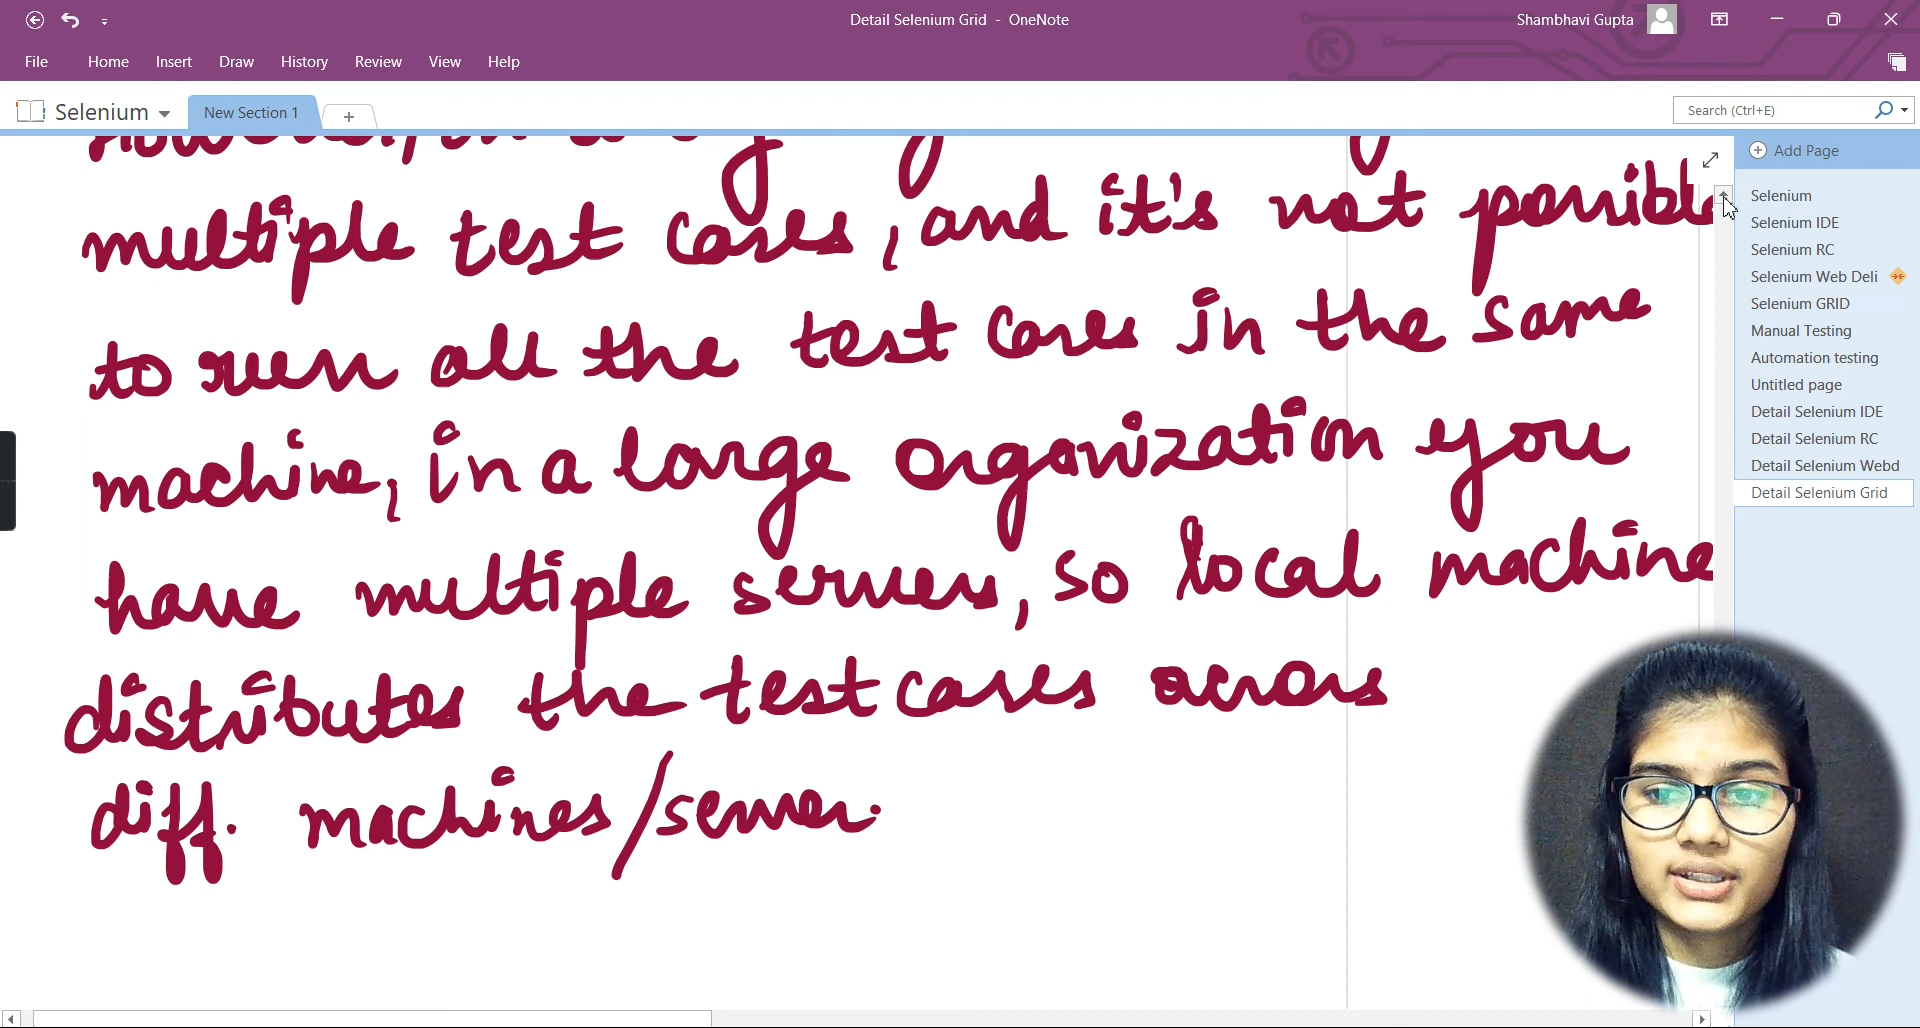 Detail Selenium Grid - OneNote
Shambhavi Gupta
File Home Insert Draw History Review View Help
Selenium
New Section 1
+
Search (Ctrl+E)
multiple test cases, and it's not possible
to run all the test cases in the same
machine, in a large organization you
have multiple servers, so local machine
distributes the test cases across
diff. machines/server.
Add Page
Selenium
Selenium IDE
Selenium RC
Selenium Web Deli
Selenium GRID
Manual Testing
Automation testing
Untitled page
Detail Selenium IDE
Detail Selenium RC
Detail Selenium Webd
Detail Selenium Grid